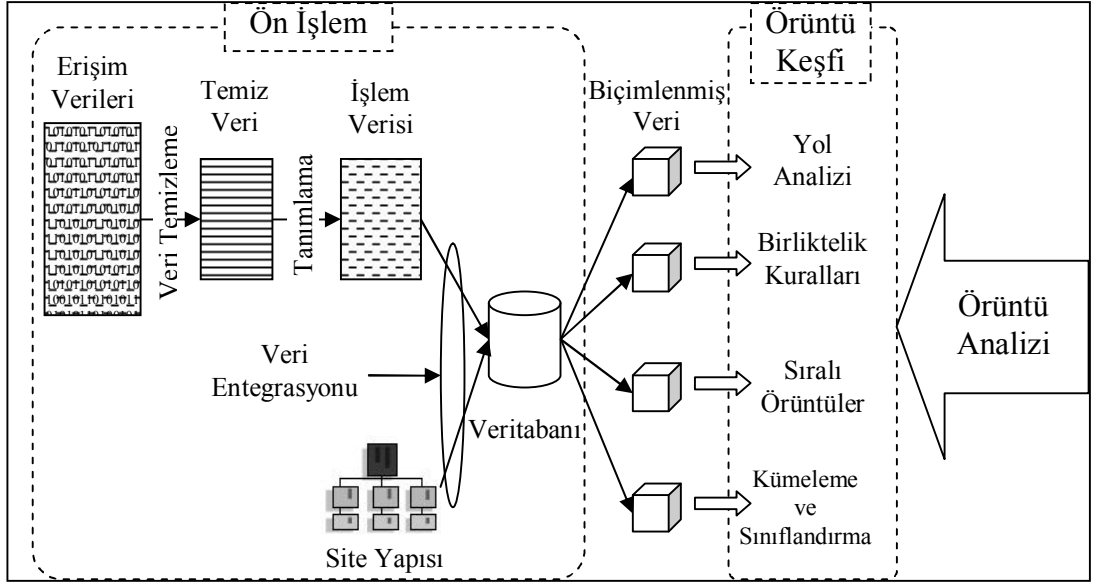 Ön İşlem
Örüntü
Keşfi
Erişim
Verileri
Temiz
Veri
İşlem
Verisi
Biçimlenmiş
Veri
Veri Temizleme
Tanımlama
Yol
Analizi
Birliktelik
Kuralları
Örüntü
Analizi
Veri
Entegrasyonu
Veritabanı
Sıralı
Örüntüler
Kümeleme
ve
Sınıflandırma
Site Yapısı